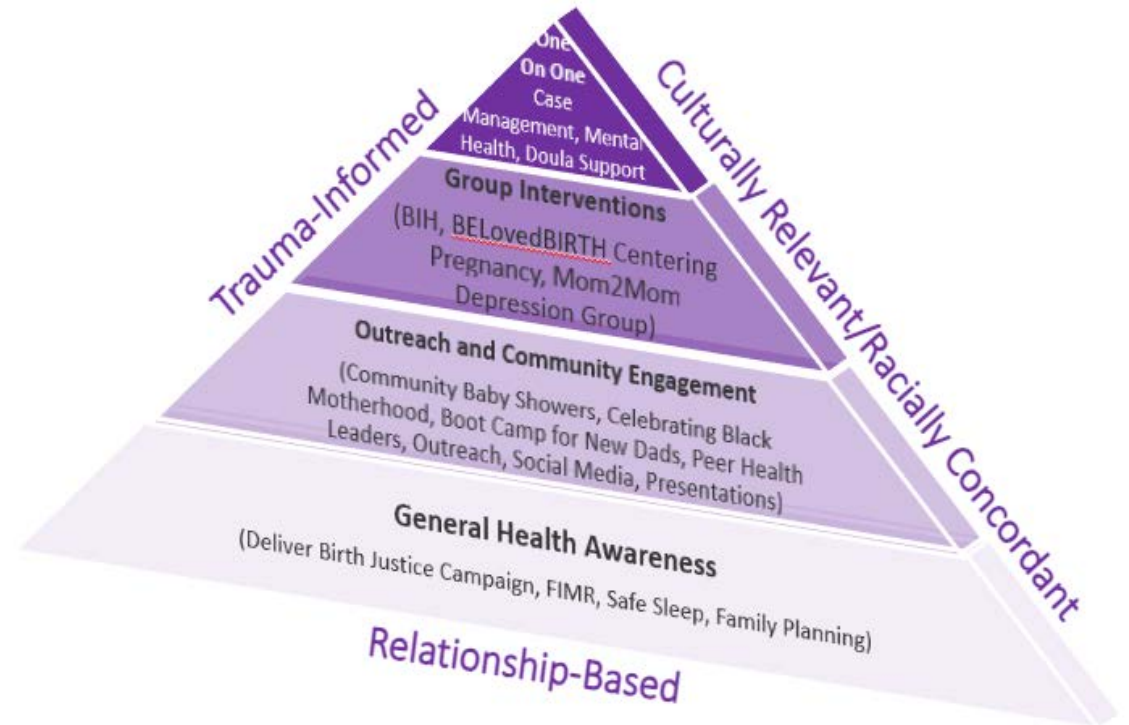 One
On One
Case
Management, Mental
Health, Doula Support
Group Interventions
(BIH, BELovedBIRTH Centering
Pregnancy, Mom2Mom
Depression Group)
Outreach and Community Engagement
(Community Baby Showers, Celebrating Black
Motherhood, Boot Camp for New Dads, Peer Health
Leaders, Outreach, Social Media, Presentations)
General Health Awareness
(Deliver Birth Justice Campaign, FIMR, Safe Sleep, Family Planning)
Trauma-Informed
Culturally Relevant/Racially Concordant
Relationship-Based